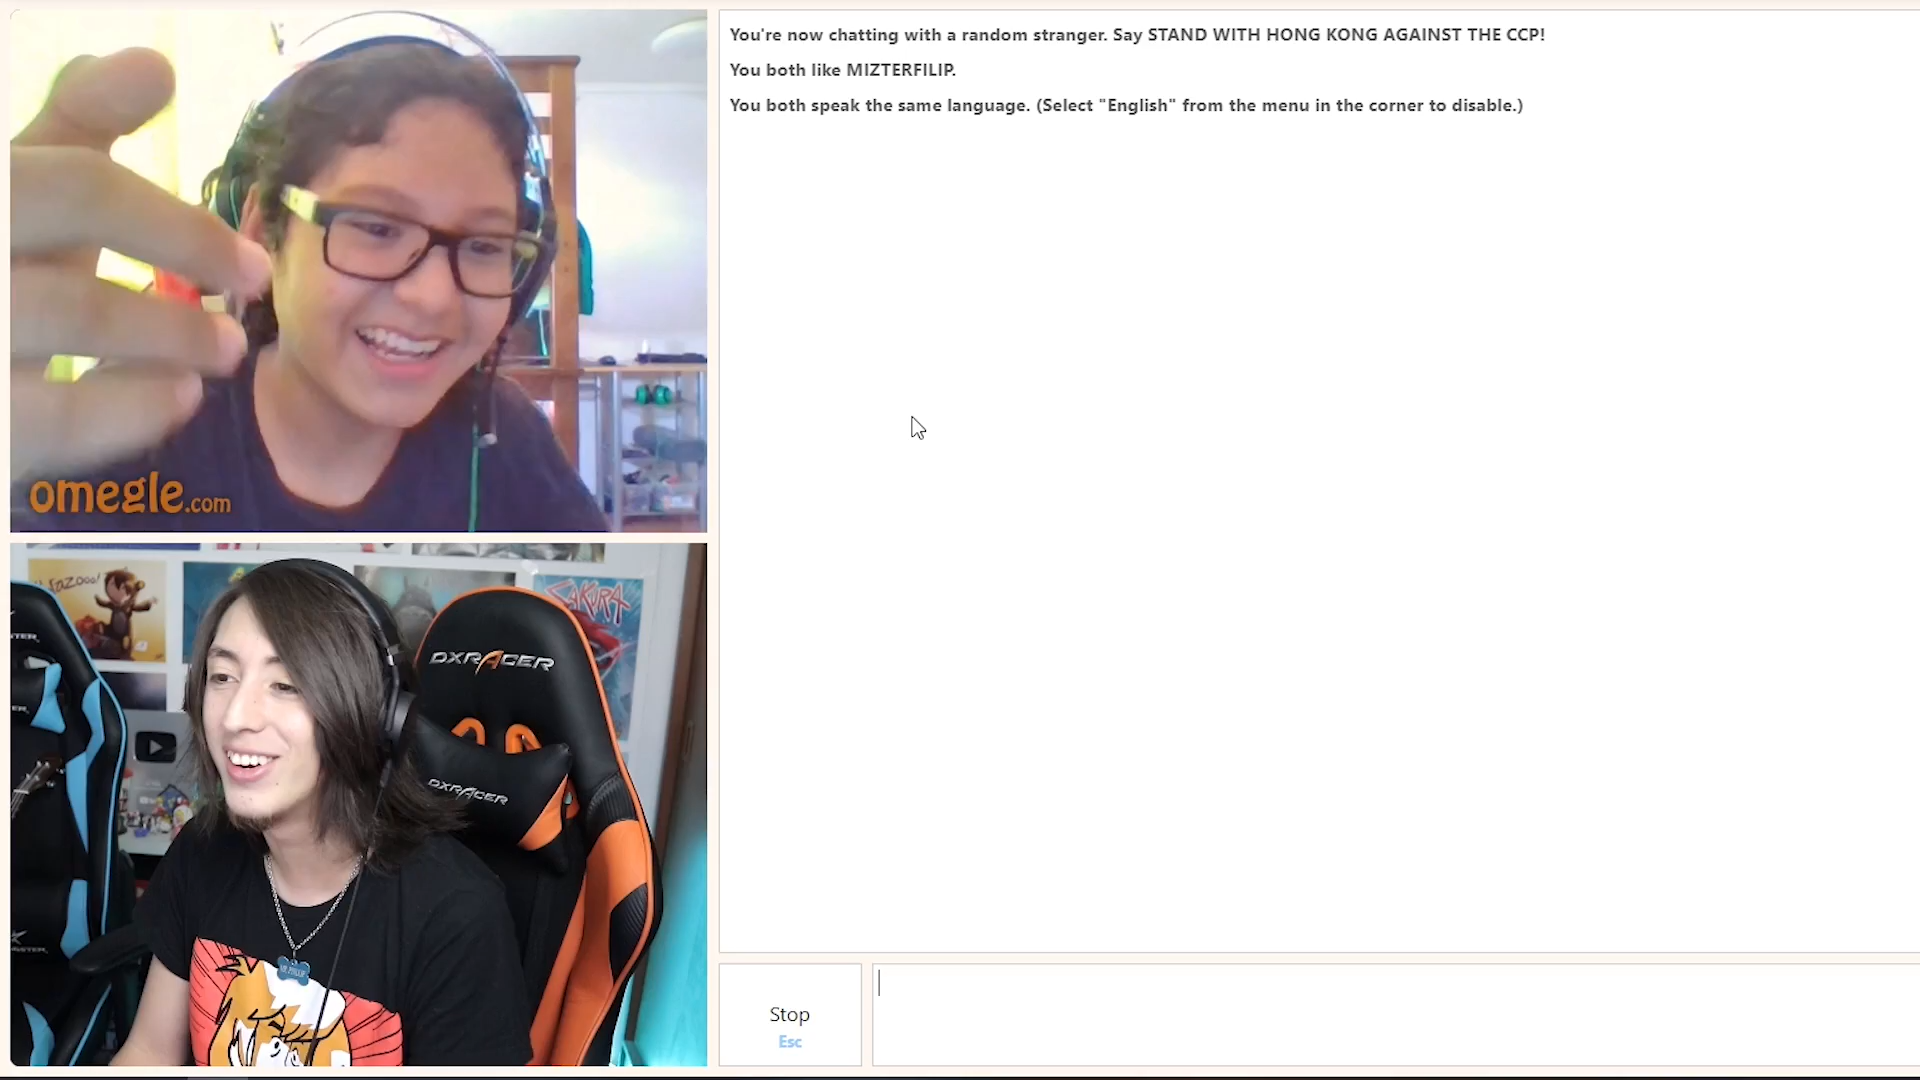 You're now chatting with a random stranger. Say STAND WITH HONG KONG AGAINST THE CCP!
You both like MIZTERFILIP.
You both speak the same language. (Select "English" from the menu in the corner to disable.)
omegle.com
SAKURA
DXRACER
DXRACER
Stop
Esc